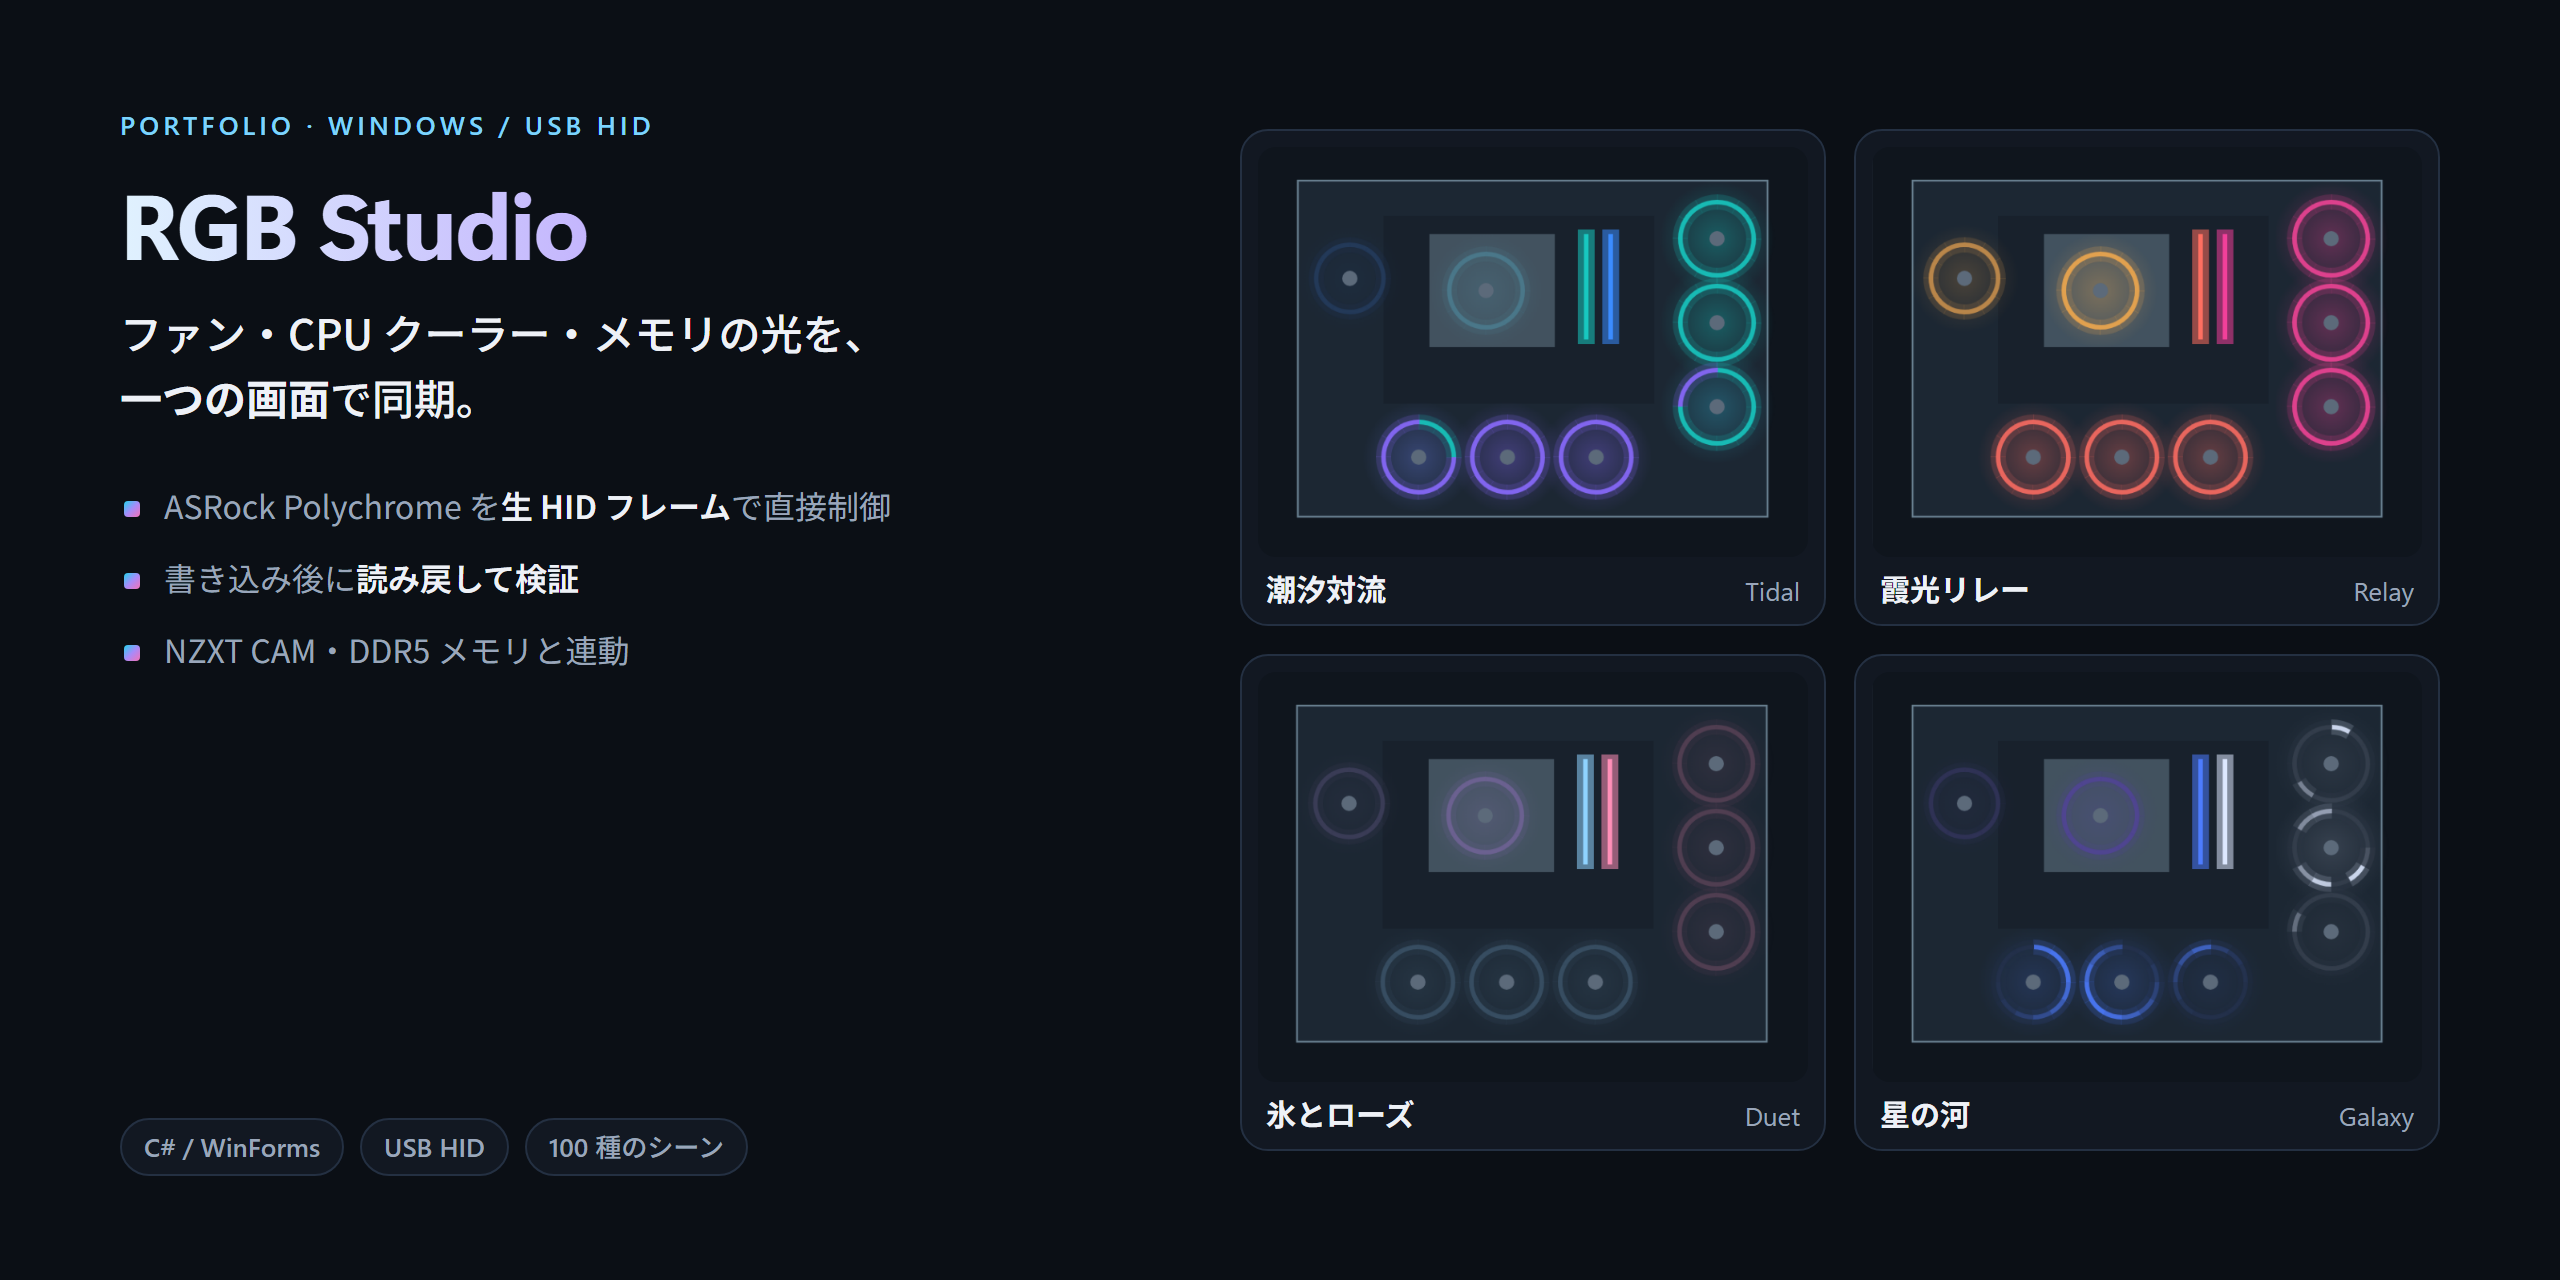 PORTFOLIO · WINDOWS / USB HID
RGB Studio
ファン・CPU クーラー・メモリの光を、
一つの画面で同期。
ASRock Polychrome を生 HID フレームで直接制御
書き込み後に読み戻して検証
NZXT CAM・DDR5 メモリと連動
C# / WinForms
USB HID
100 種のシーン
潮汐対流
Tidal
霞光リレー
Relay
氷とローズ
Duet
星の河
Galaxy